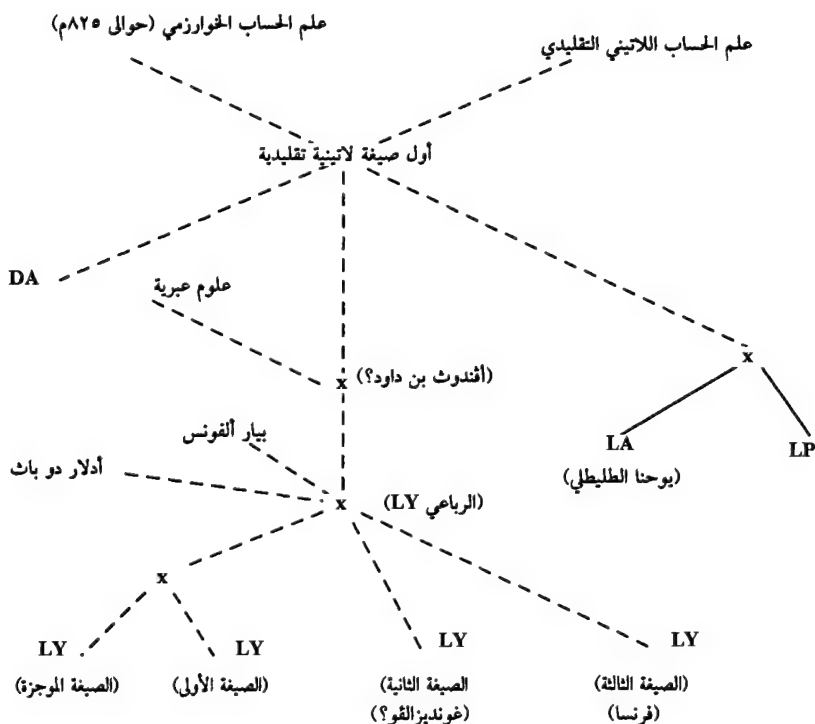 علم الحساب الخوارزمي (حوالى ٨٢٥م)
علم الحساب اللاتيني التقليدي
أول صيغة لاتينية تقليدية
DA
علوم عبرية
x
x (أڤندوث بن داود؟)
بيار ألفونس
LA
LP
أدلار دو باث
(يوحنا الطليطلي)
x (الرباعي LY)
x
LY
LY
LY
LY
(الصيغة الموجزة)
(الصيغة الأولى)
(الصيغة الثانية
(الصيغة الثالثة)
غونديزالڤو؟)
(فرنسا)